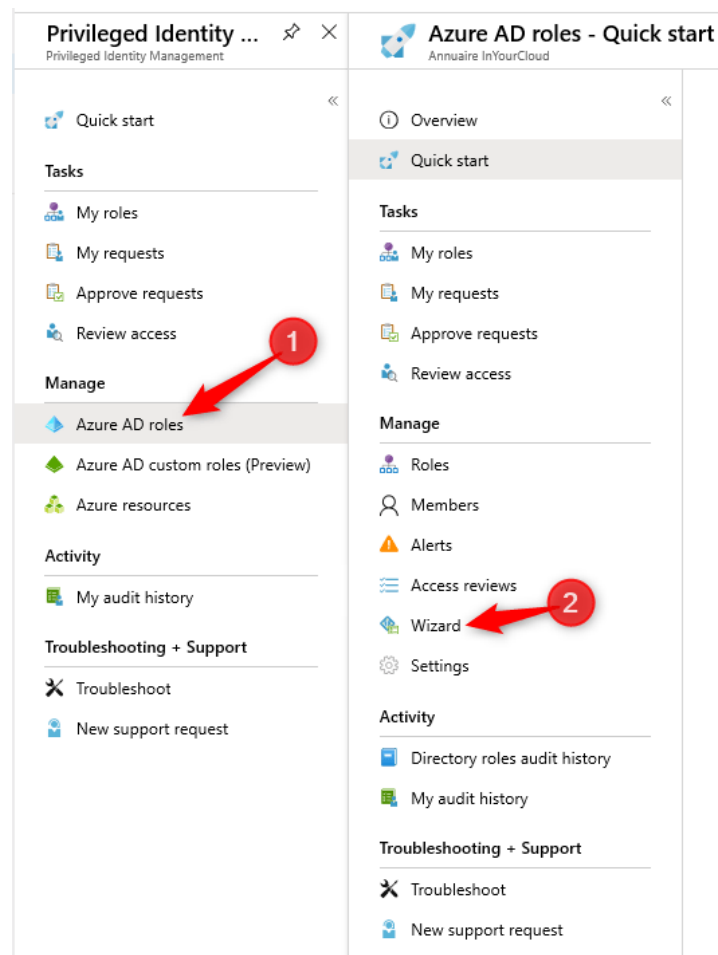 Privileged Identity ...
Privileged Identity Management
Quick start
Tasks
My roles
My requests
Approve requests
Review access
1
Manage
Azure AD roles
Azure AD custom roles (Preview)
Azure resources
Activity
My audit history
Troubleshooting + Support
Troubleshoot
New support request
Azure AD roles - Quick start
Annuaire InYourCloud
Overview
Quick start
Tasks
My roles
My requests
Approve requests
Review access
Manage
Roles
Members
Alerts
Access reviews
2
Wizard
Settings
Activity
Directory roles audit history
My audit history
Troubleshooting + Support
Troubleshoot
New support request